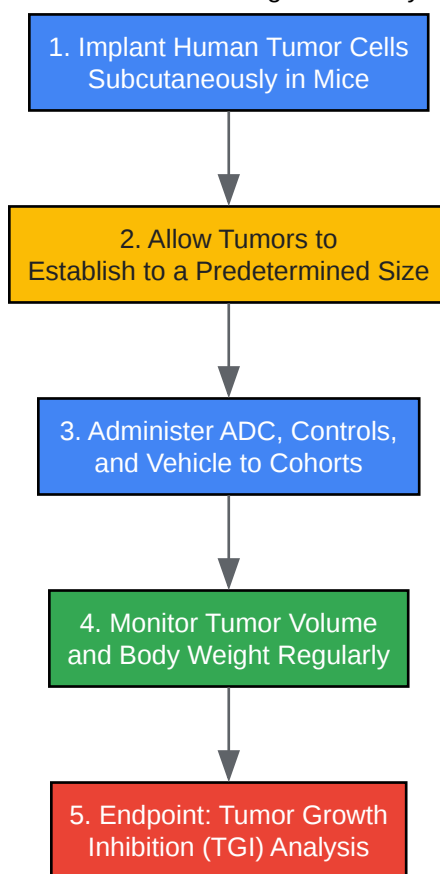 1. Implant Human Tumor Cells
Subcutaneously in Mice
2. Allow Tumors to
Establish to a Predetermined Size
3. Administer ADC, Controls,
and Vehicle to Cohorts
4. Monitor Tumor Volume
and Body Weight Regularly
5. Endpoint: Tumor Growth
Inhibition (TGI) Analysis